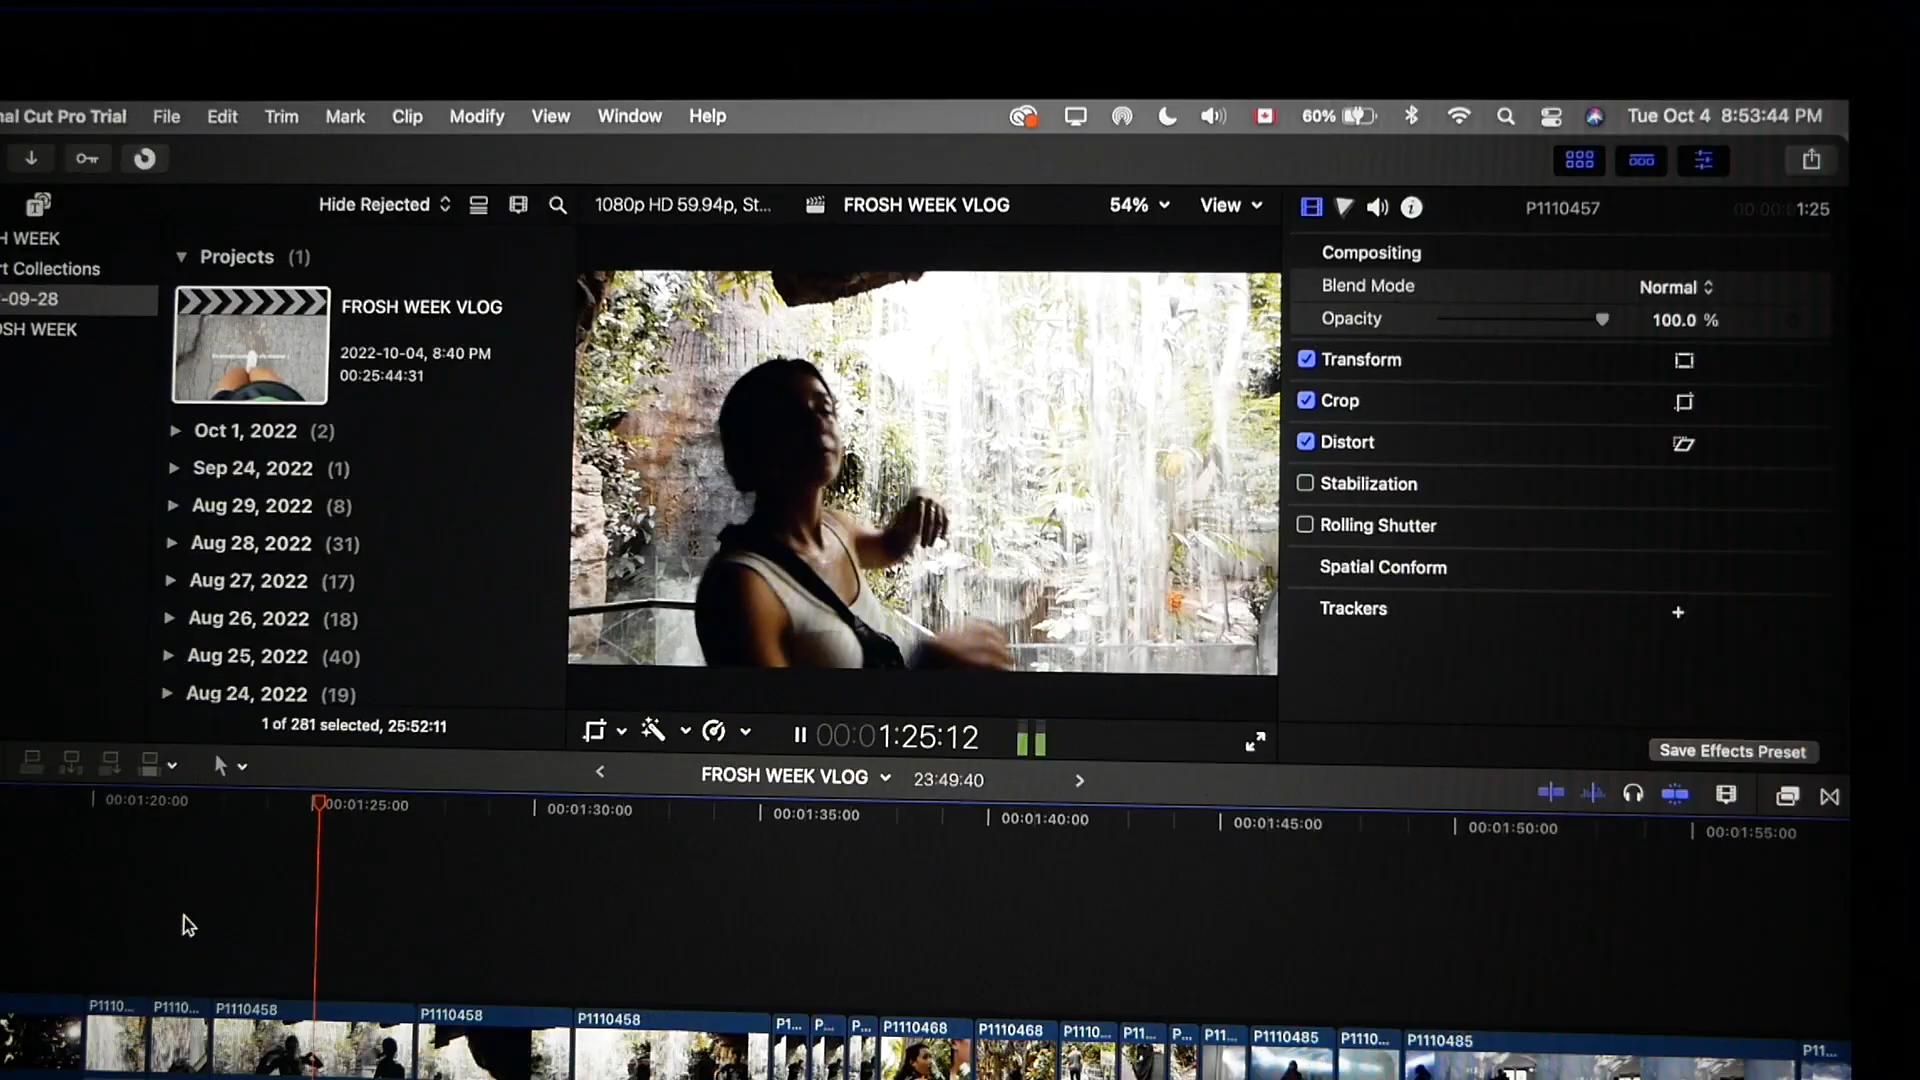 nal Cut Pro Trial File Edit Trim Mark Clip Modify View Window Help 60% Tue Oct 4 8:53:44 PM
Hide Rejected 1080p HD 59.94p, St... FROSH WEEK VLOG 54% View P1110457 00:00:01:25
H WEEK
rt Collections
-09-28
OSH WEEK
Projects (1)
FROSH WEEK VLOG
2022-10-04, 8:40 PM
00:25:44:31
Oct 1, 2022 (2)
Sep 24, 2022 (1)
Aug 29, 2022 (8)
Aug 28, 2022 (31)
Aug 27, 2022 (17)
Aug 26, 2022 (18)
Aug 25, 2022 (40)
Aug 24, 2022 (19)
1 of 281 selected, 25:52:11
00:01:25:12
Compositing
Blend Mode Normal
Opacity 100.0 %
Transform
Crop
Distort
Stabilization
Rolling Shutter
Spatial Conform
Trackers +
Save Effects Preset
FROSH WEEK VLOG 23:49:40
00:01:20:00 00:01:25:00 00:01:30:00 00:01:35:00 00:01:40:00 00:01:45:00 00:01:50:00 00:01:55:00
P1110... P1110... P1110458 P1110458 P1110458 P1... P... P... P1110468 P1110468 P1110... P11... P... P11... P1110485 P1110... P1110485 P11...